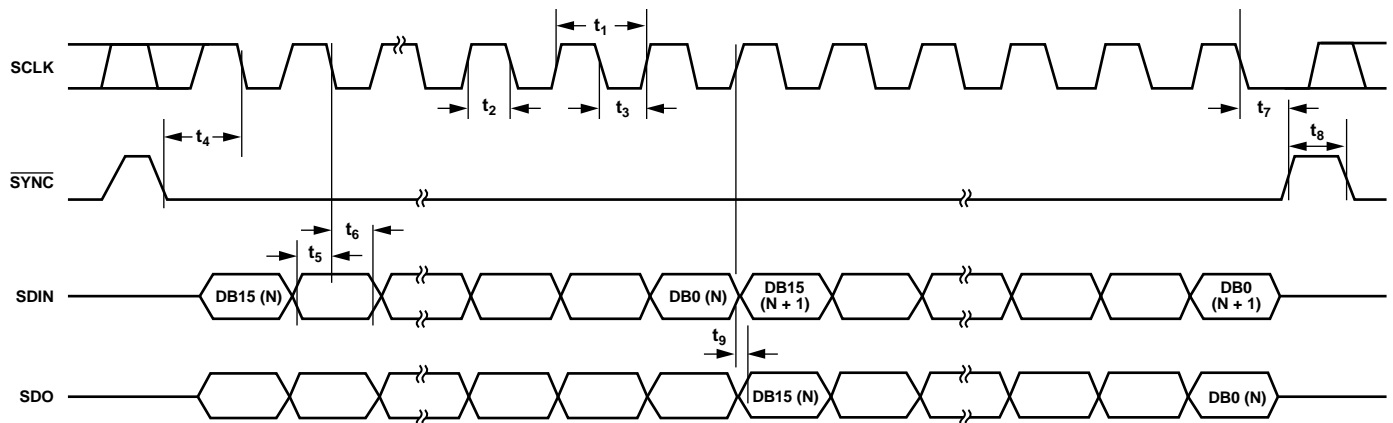 SCLK
t1
t2
t3
t4
t7
t8
SYNC
t6
t5
SDIN
DB15 (N)
DB0 (N)
DB15
(N + 1)
DB0
(N + 1)
t9
SDO
DB15 (N)
DB0 (N)